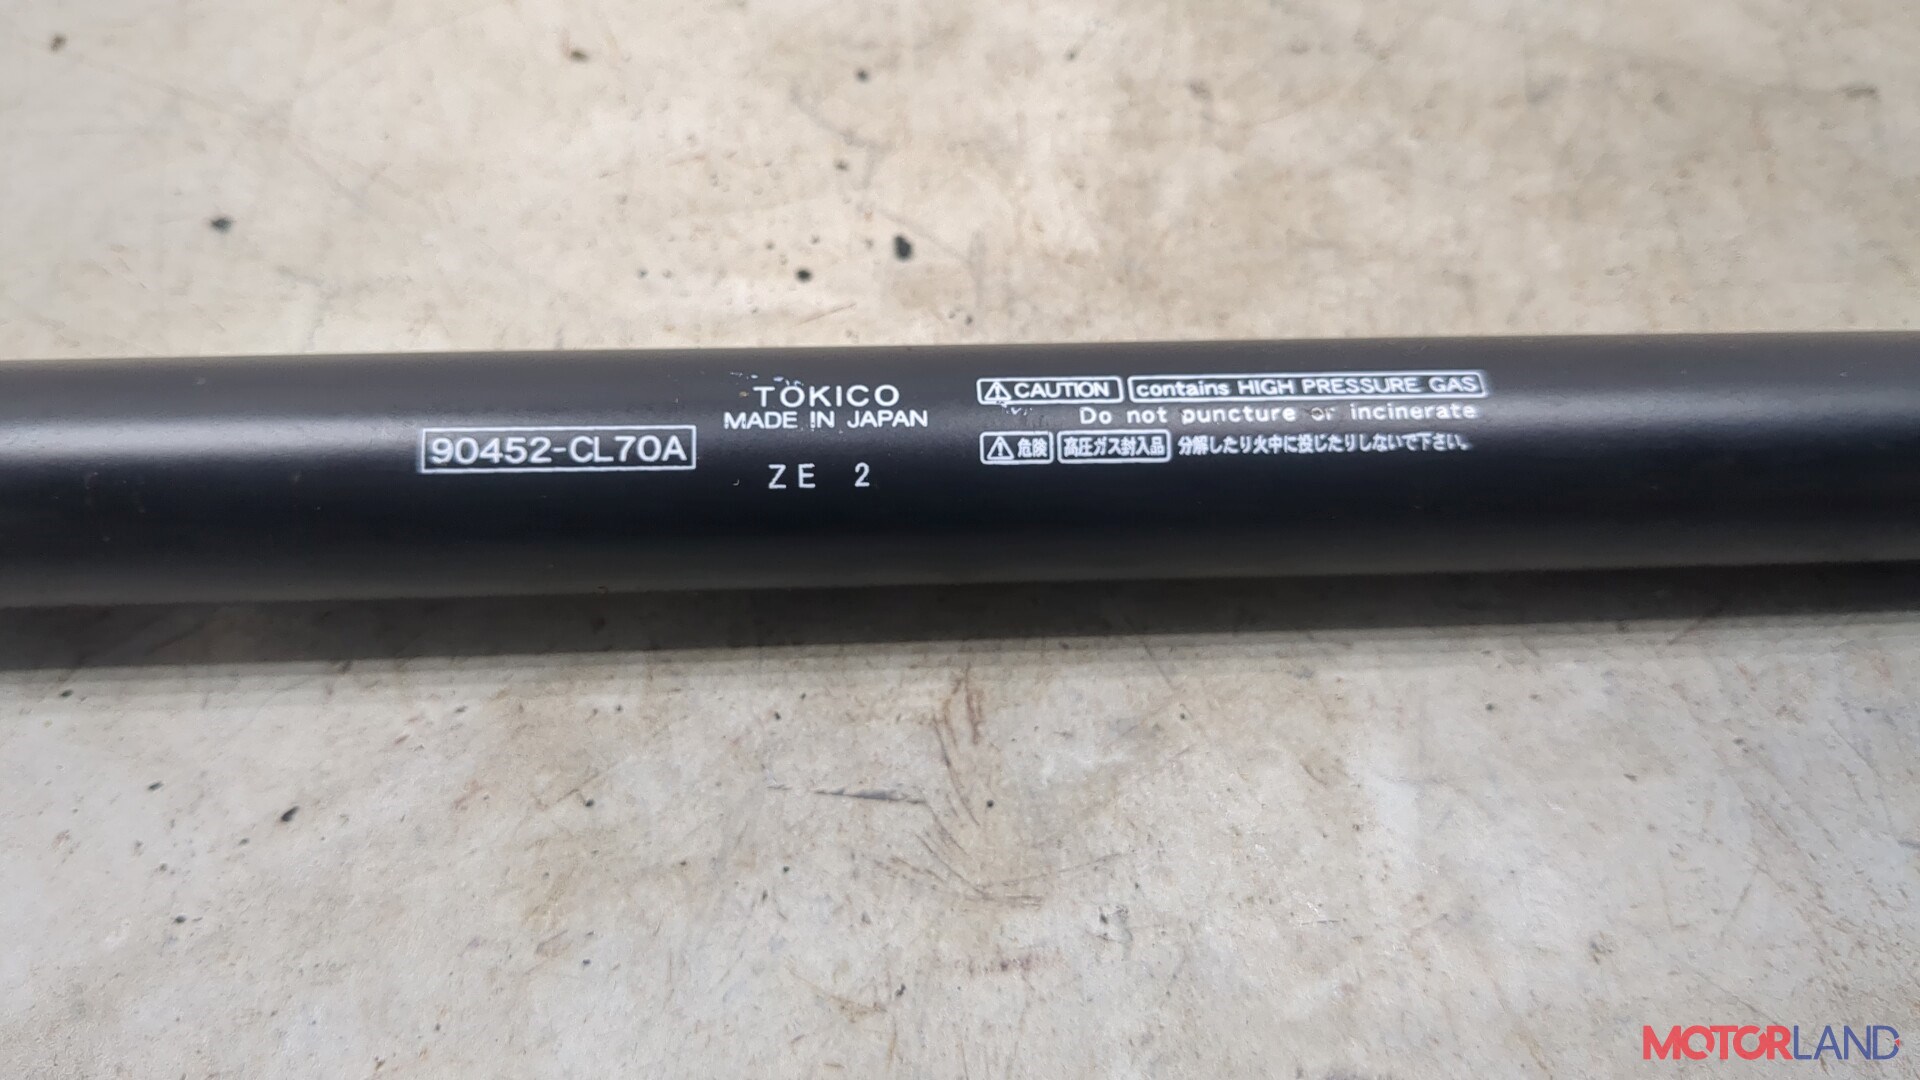 90452-CL70A
TOKICO
MADE IN JAPAN
ZE 2
⚠CAUTION contains HIGH PRESSURE GAS
Do not puncture or incinerate
⚠危険 高圧ガス封入品 分解したり火中に投じたりしないで下さい。
MOTORLAND